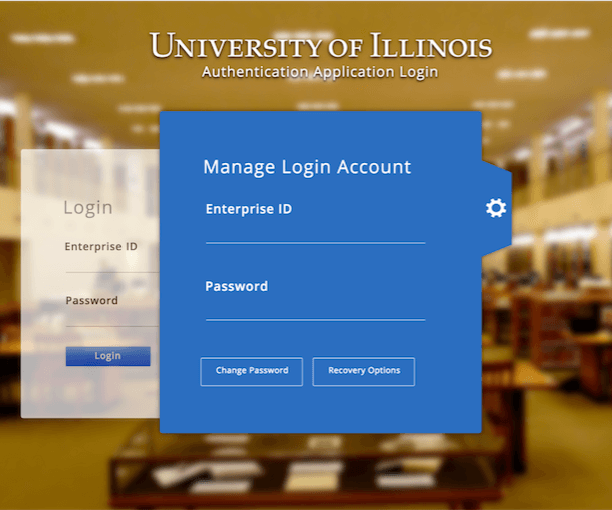 UNIVERSITY OF ILLINOIS
Authentication Application Login
Login
Enterprise ID
Password
Login
Manage Login Account
Enterprise ID
Password
Change Password
Recovery Options